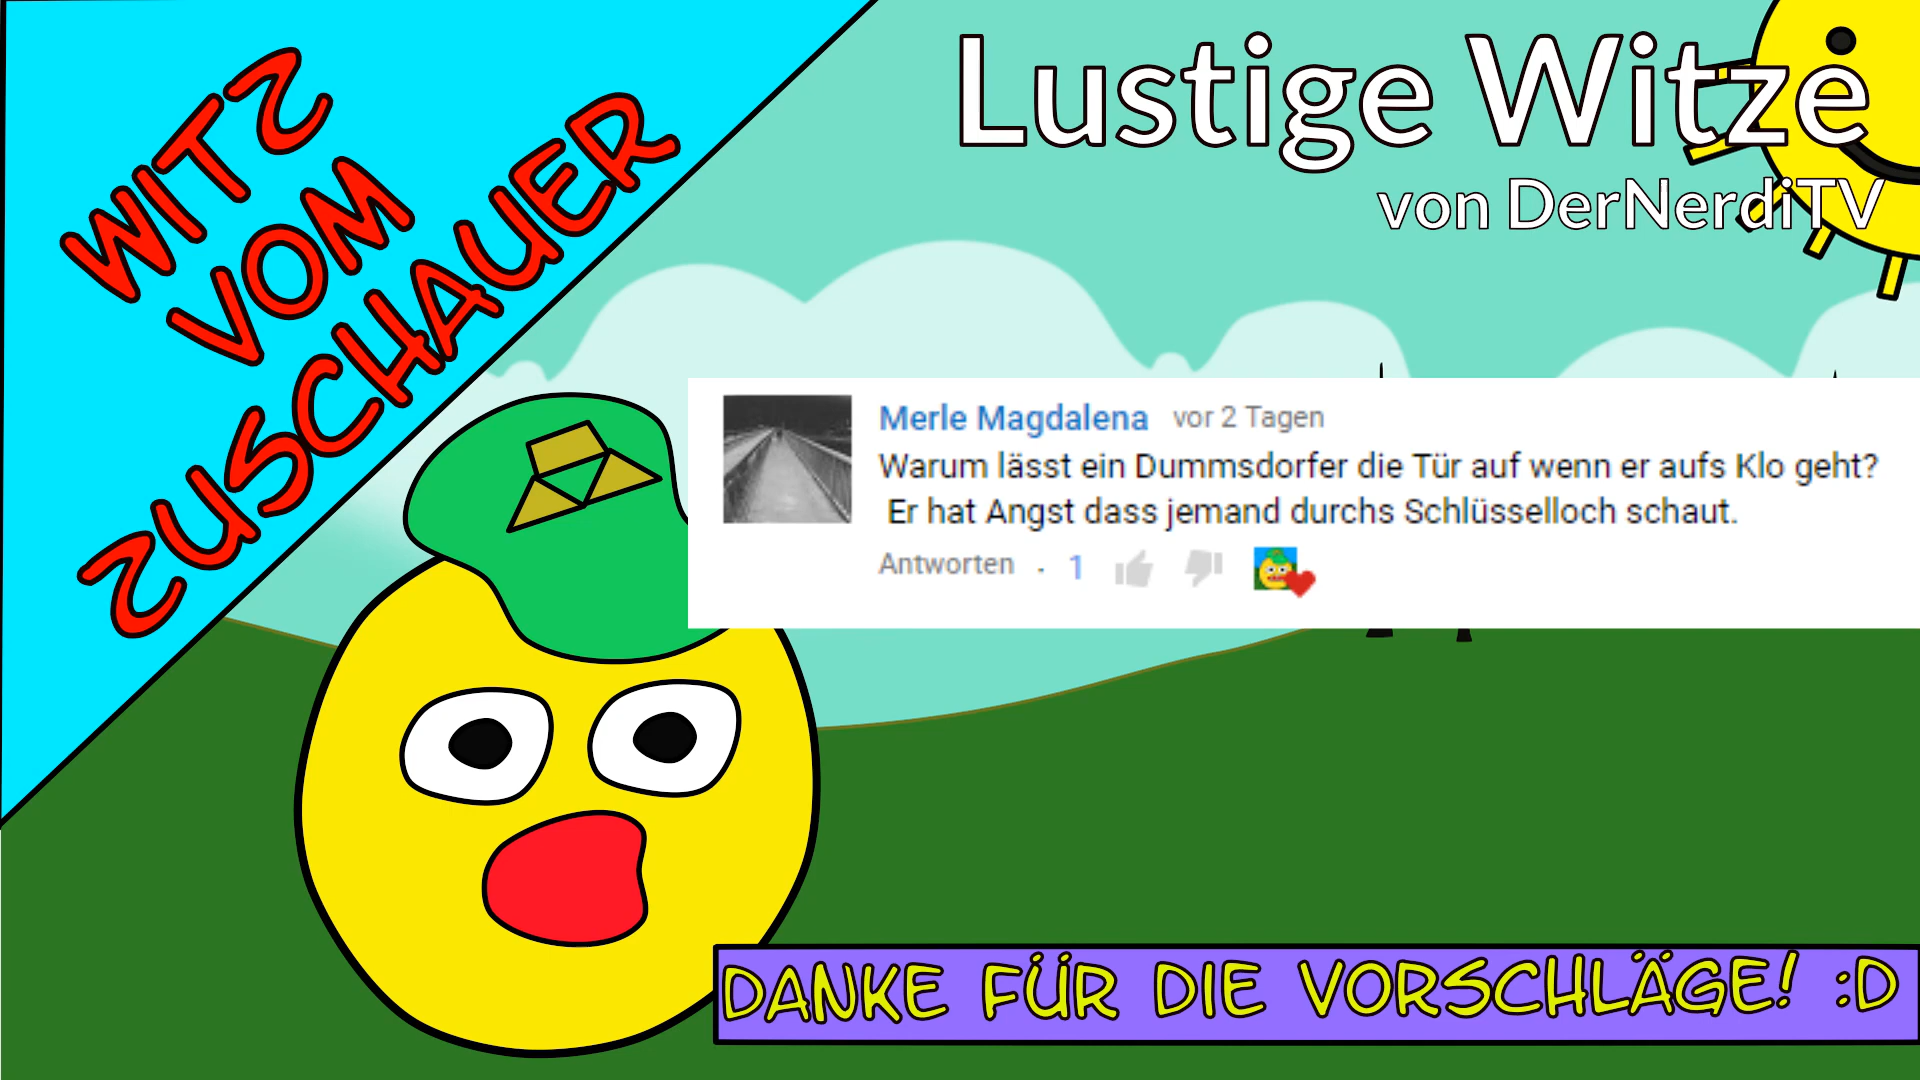 WITZ
VOM
ZUSCHAUER
Lustige Witze
von DerNerdiTV
Merle Magdalena vor 2 Tagen
Warum lässt ein Dummsdorfer die Tür auf wenn er aufs Klo geht?
Er hat Angst dass jemand durchs Schlüsselloch schaut.
Antworten · 1
DANKE FÜR DIE VORSCHLÄGE! :D